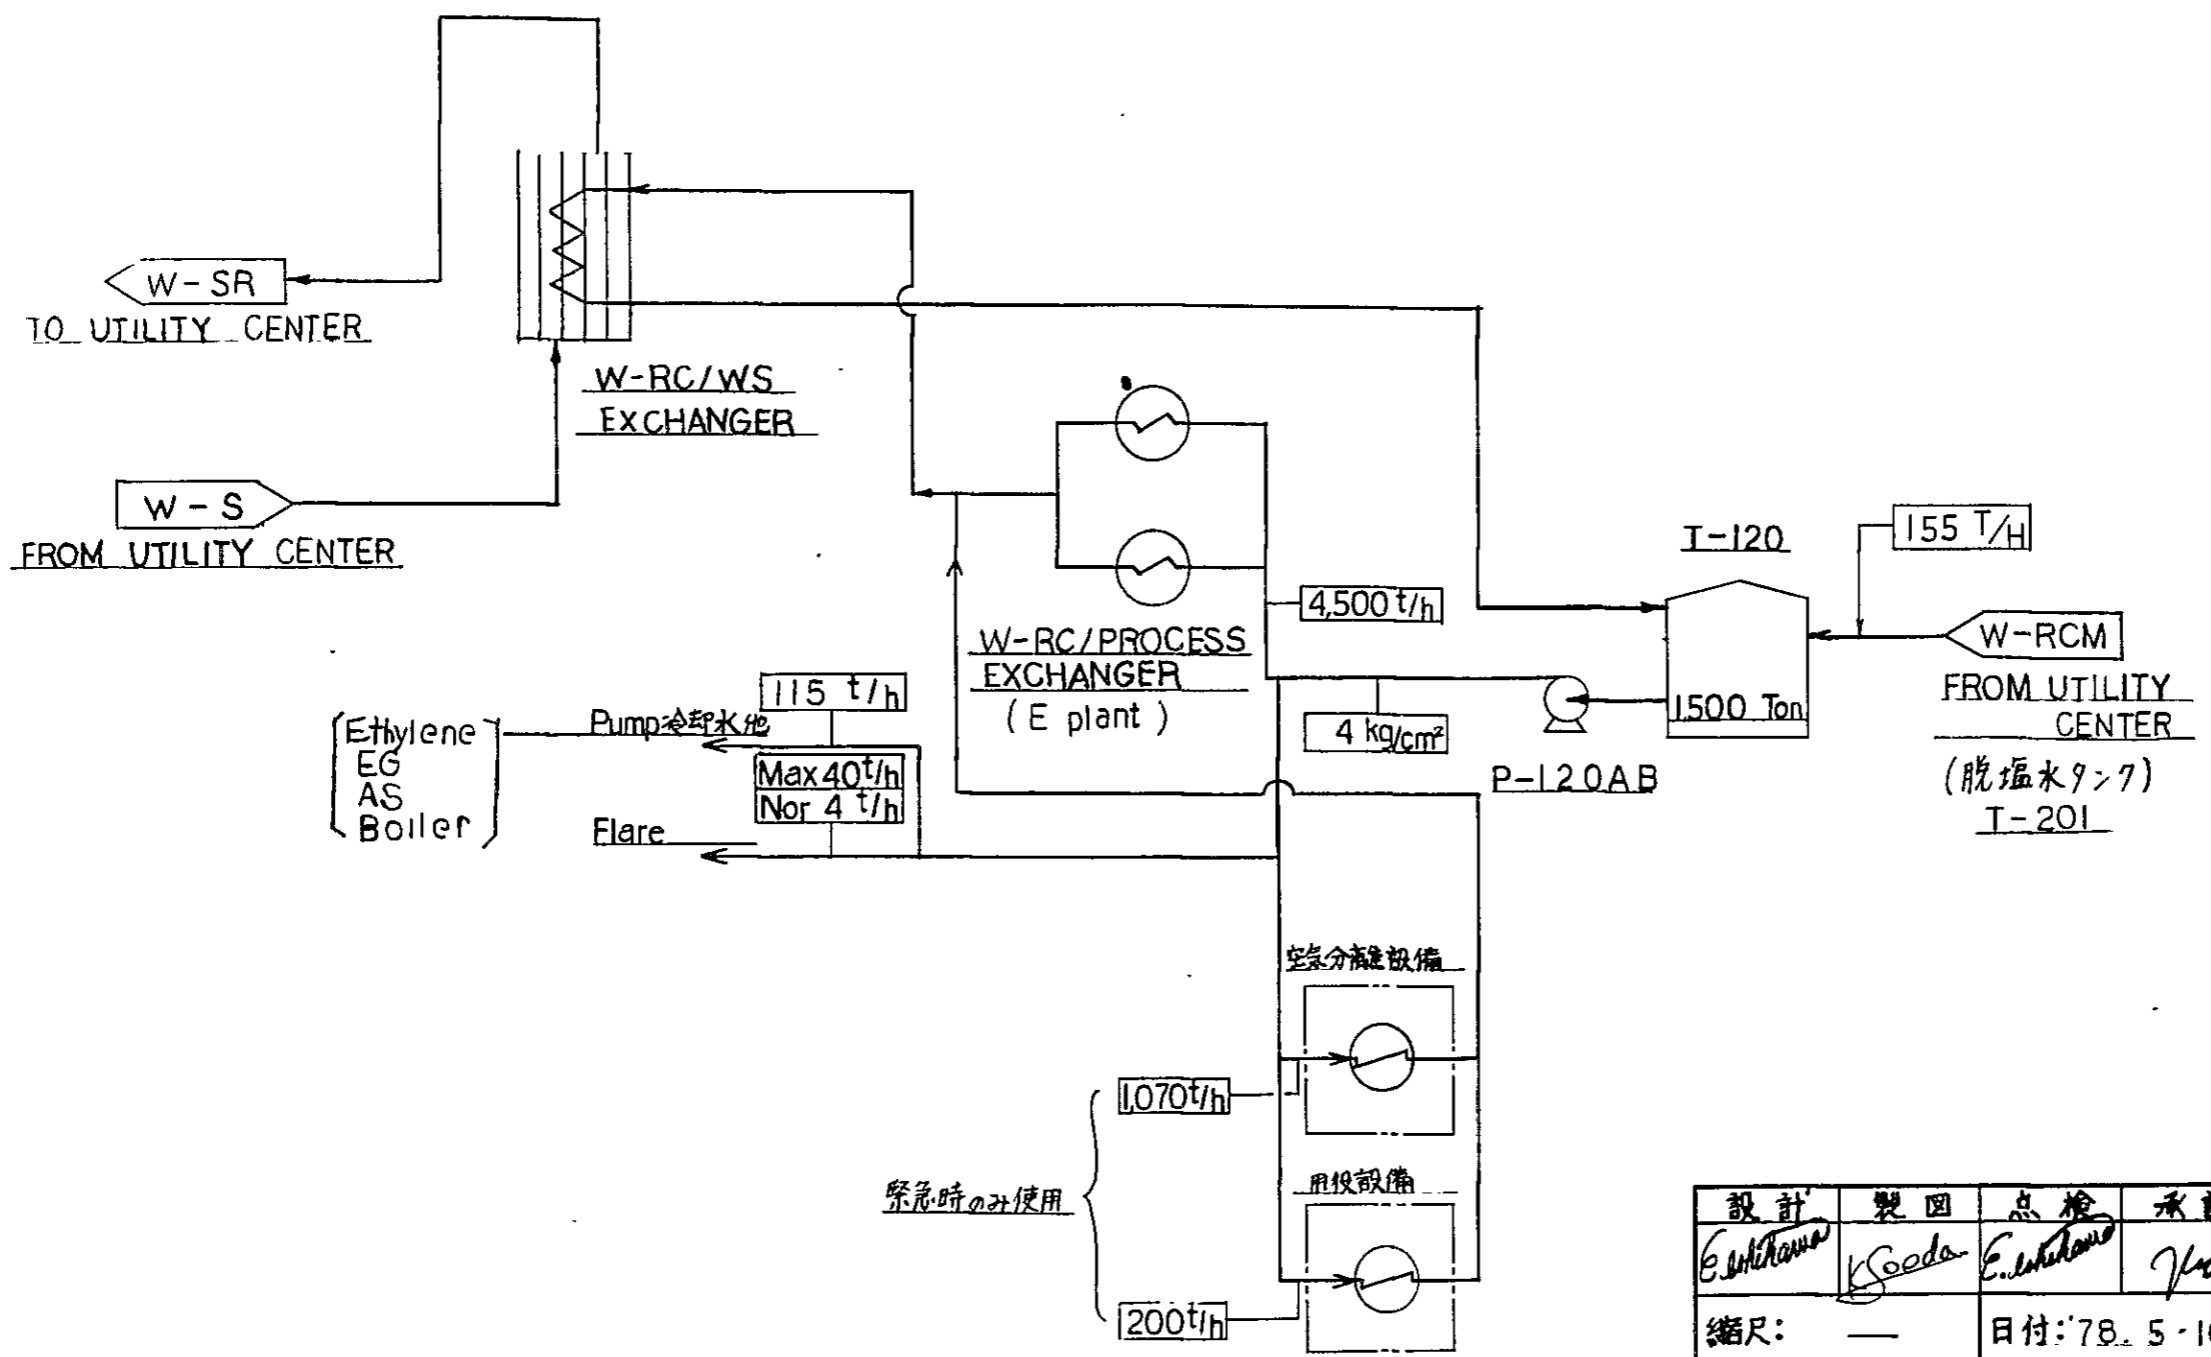 W-SR
TO UTILITY CENTER
W-RC/WS
EXCHANGER
W-S
FROM UTILITY CENTER
W-RC/PROCESS
EXCHANGER
( E plant )
4,500 t/h
T-120
155 T/H
1,500 Ton
W-RCM
FROM UTILITY
CENTER
(脱塩水タンク)
T-201
4 kg/cm²
P-120AB
115 t/h
Pump冷却水他
Ethylene
EG
AS
Boiler
Max 40 t/h
Nor 4 t/h
Flare
空気分離設備
1,070 t/h
緊急時のみ使用
用役設備
200 t/h
設計 製図 点検 承
K Soeda
縮尺: —
日付: '78. 5. 1